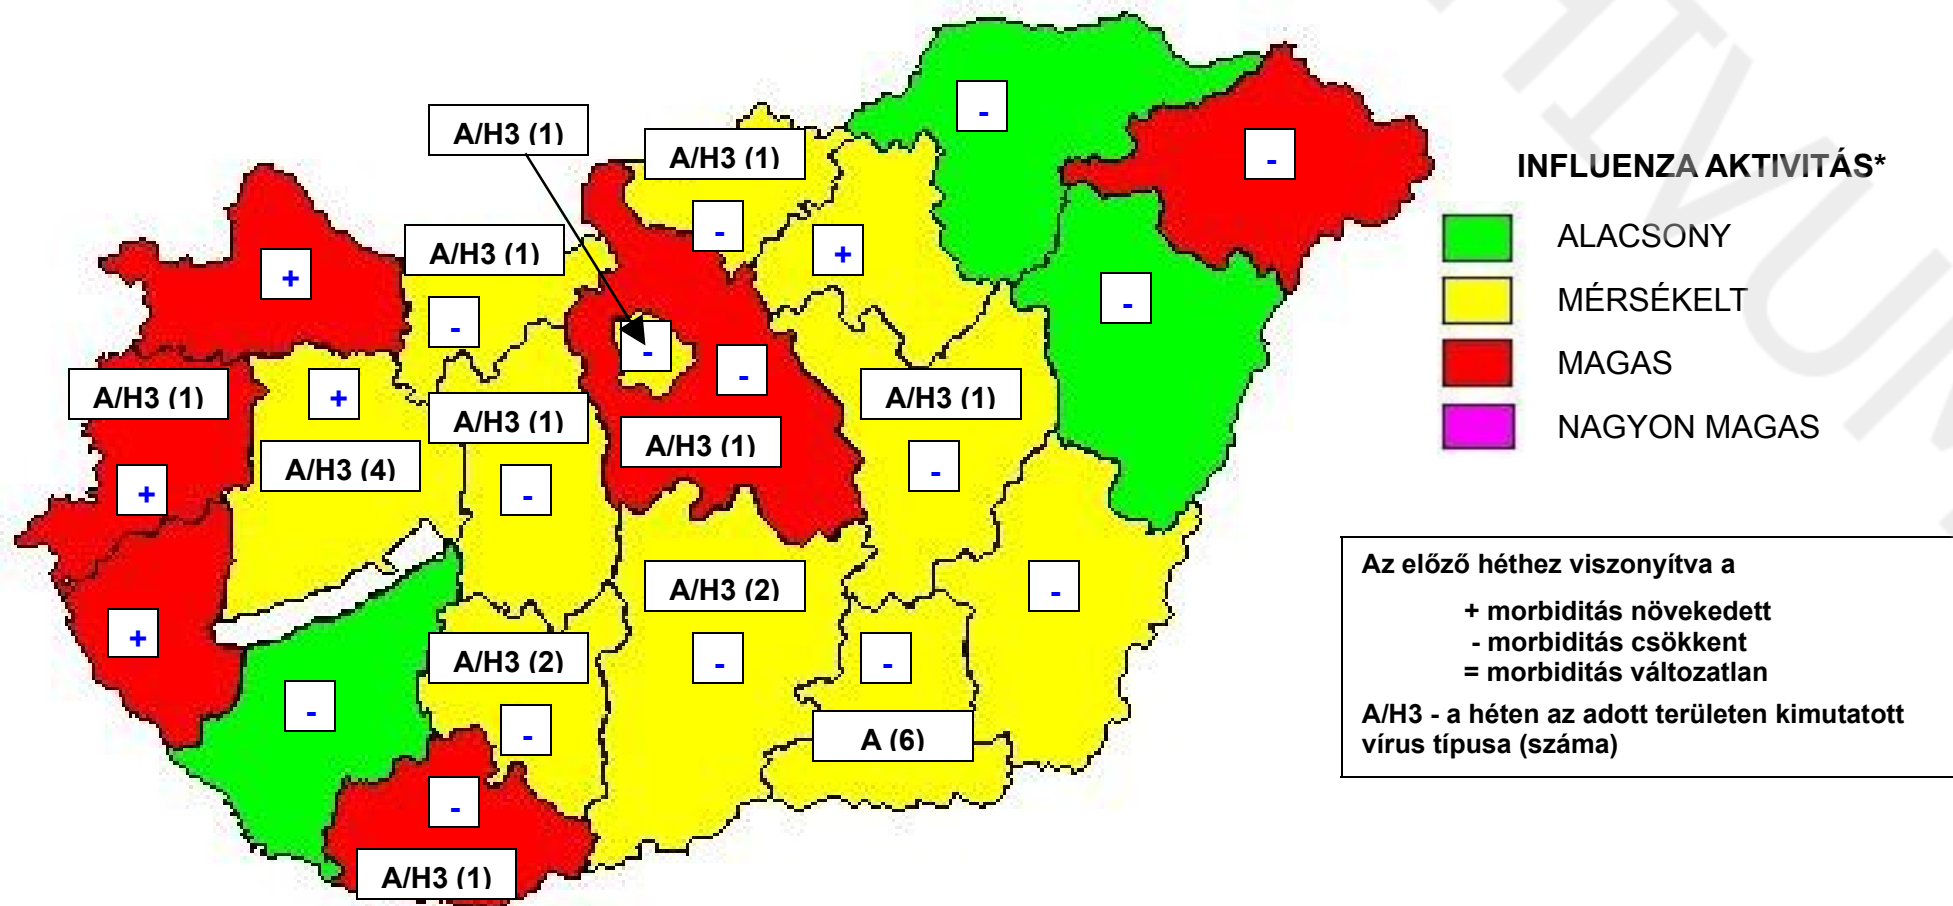 A/H3 (1)
A/H3 (1)
-
-
-
+
A/H3 (1)
+
-
-
-
-
-
A/H3 (1)
+
A/H3 (1)
A/H3 (1)
A/H3 (1)
A/H3 (4)
-
+
-
A/H3 (2)
-
+
A/H3 (2)
-
-
-
-
A (6)
-
A/H3 (1)
INFLUENZA AKTIVITÁS*
ALACSONY
MÉRSÉKELT
MAGAS
NAGYON MAGAS
Az előző héthez viszonyítva a
+ morbiditás növekedett
- morbiditás csökkent
= morbiditás változatlan
A/H3 - a héten az adott területen kimutatott
vírus típusa (száma)